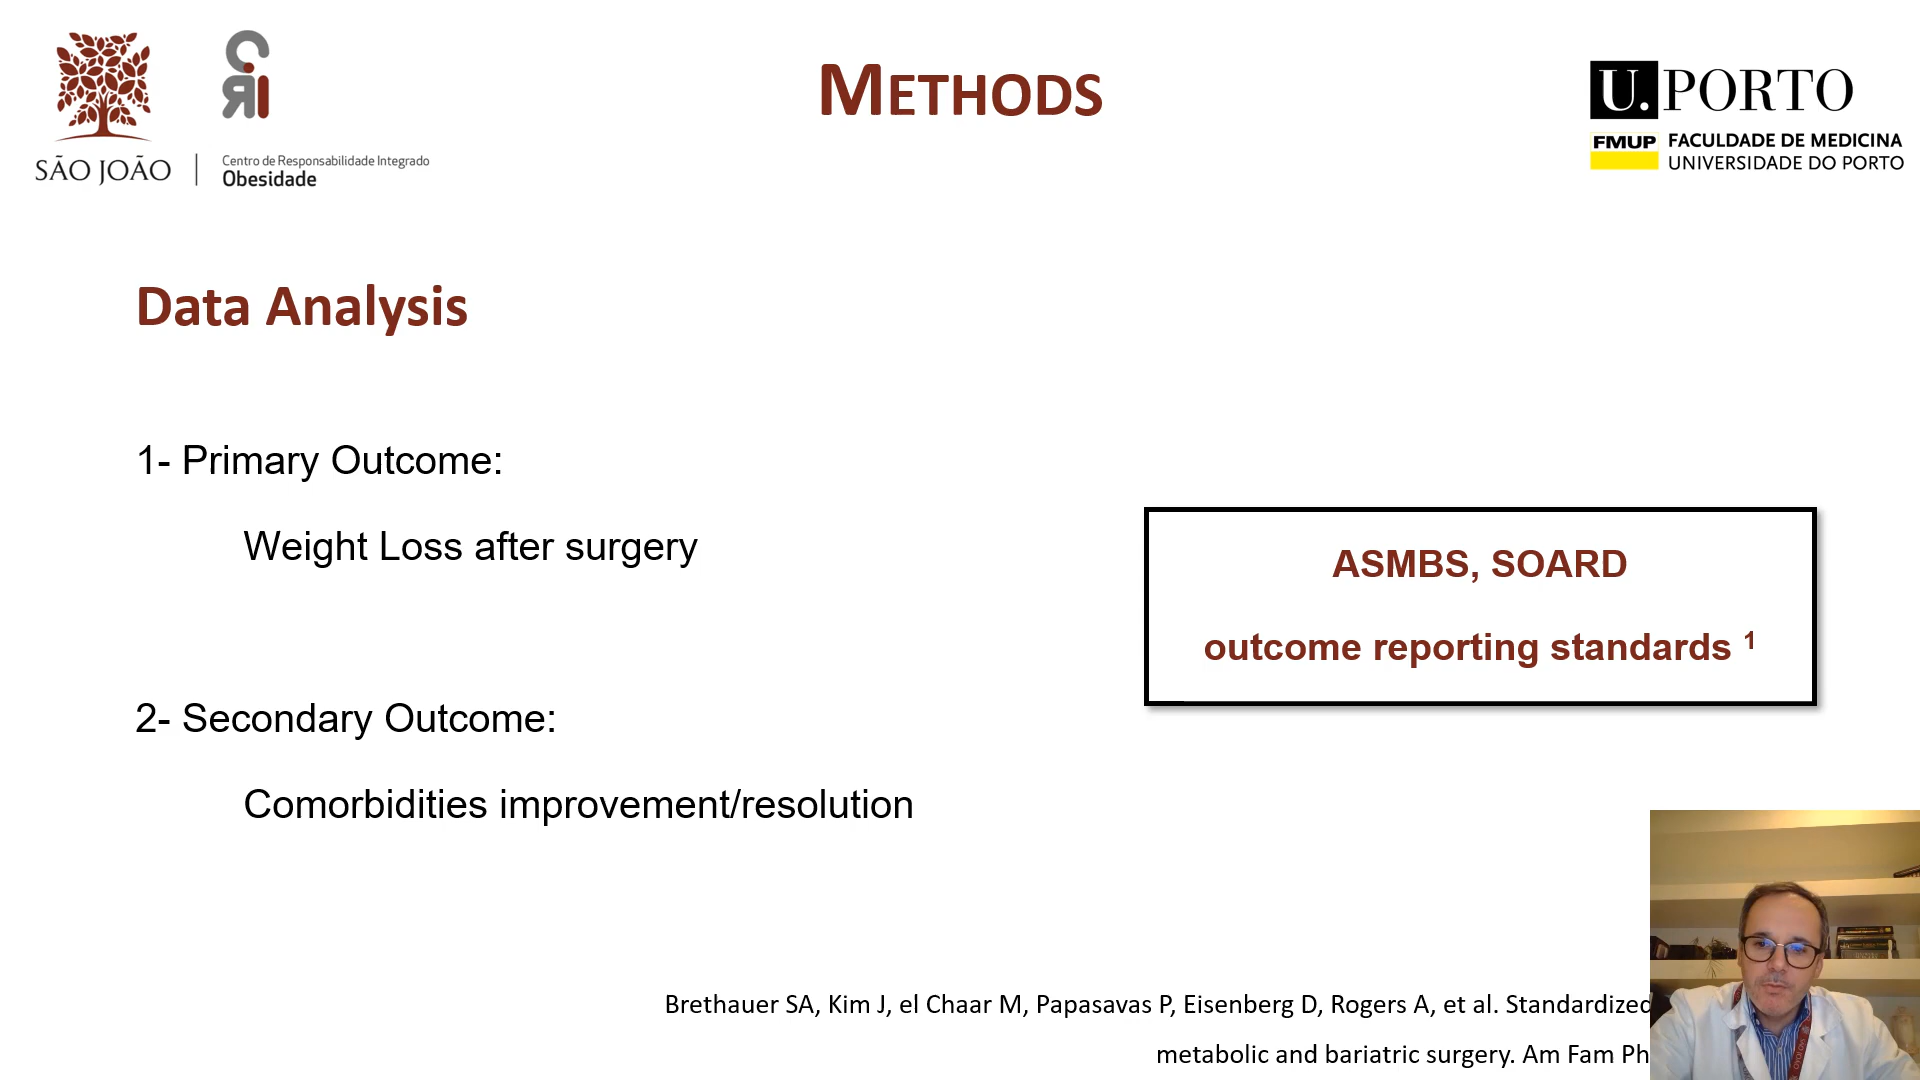 METHODS
SÃO JOÃO
Centro de Responsabilidade Integrado
Obesidade
U.PORTO
FMUP FACULDADE DE MEDICINA
UNIVERSIDADE DO PORTO
Data Analysis
1- Primary Outcome:
Weight Loss after surgery
ASMBS, SOARD
outcome reporting standards 1
2- Secondary Outcome:
Comorbidities improvement/resolution
Brethauer SA, Kim J, el Chaar M, Papasavas P, Eisenberg D, Rogers A, et al. Standardized
metabolic and bariatric surgery. Am Fam Ph